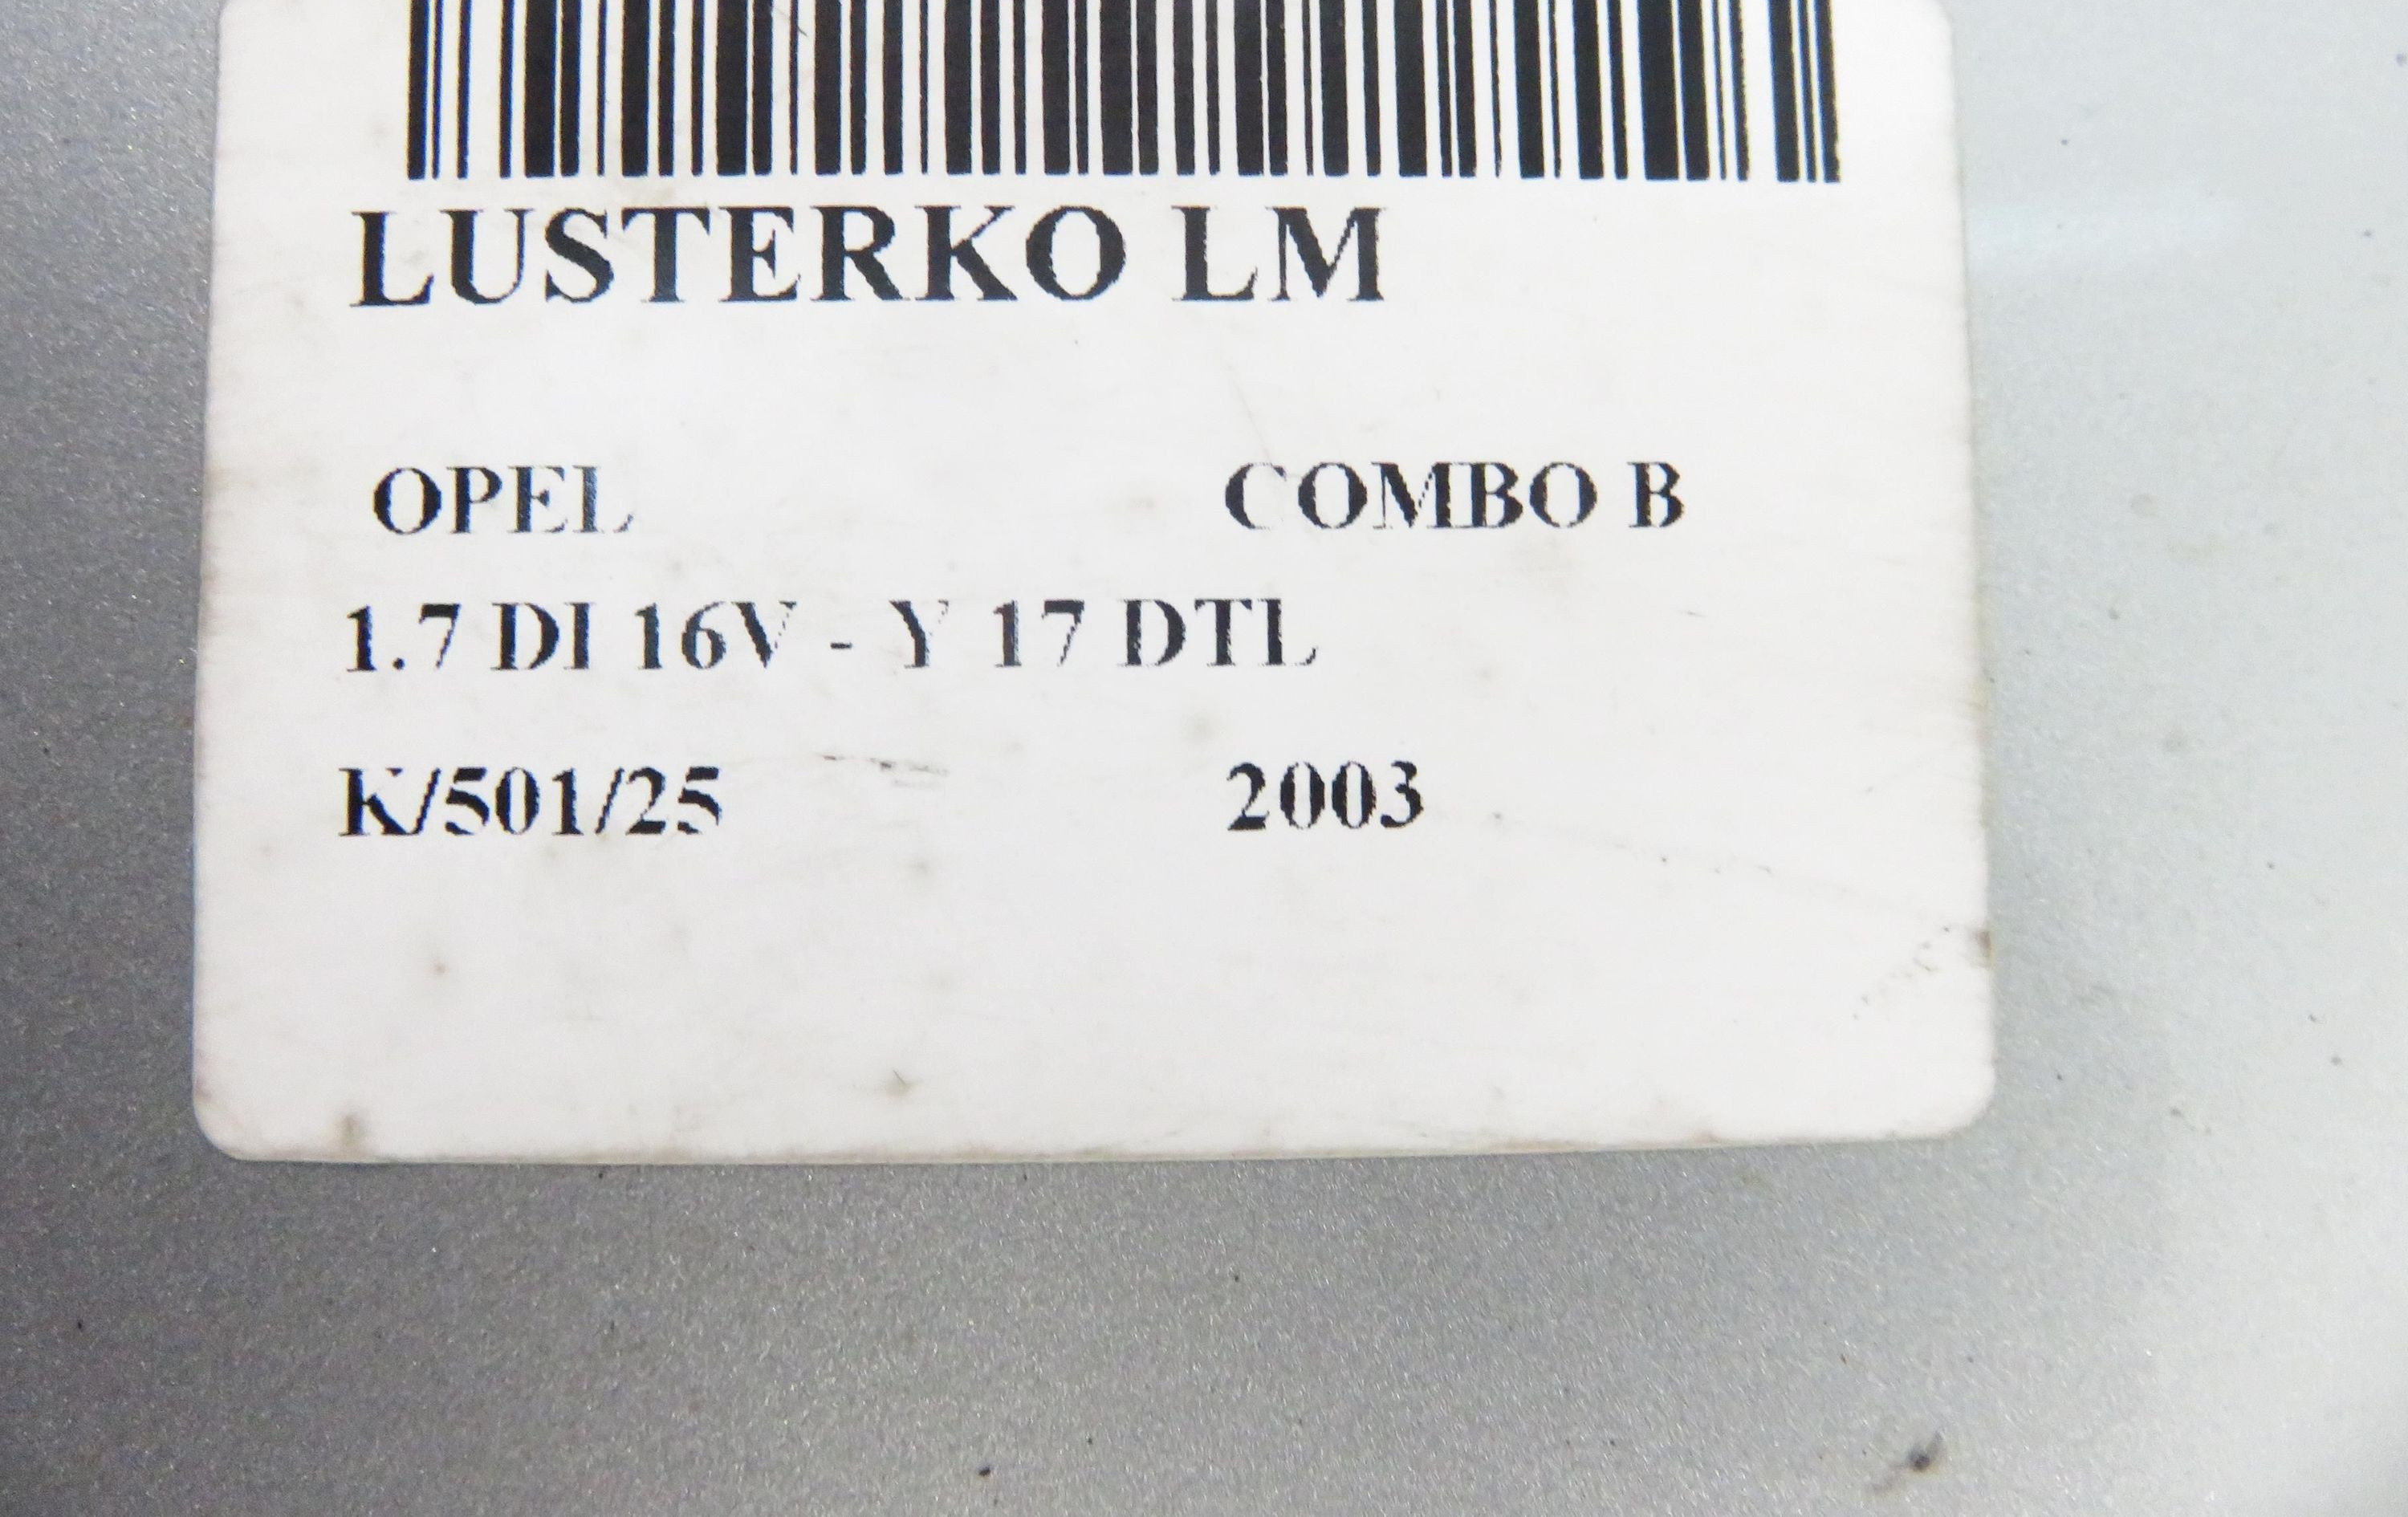 LUSTERKO LM
OPEL COMBO B
1.7 DI 16V - Y 17 DTL
K/501/25 2003